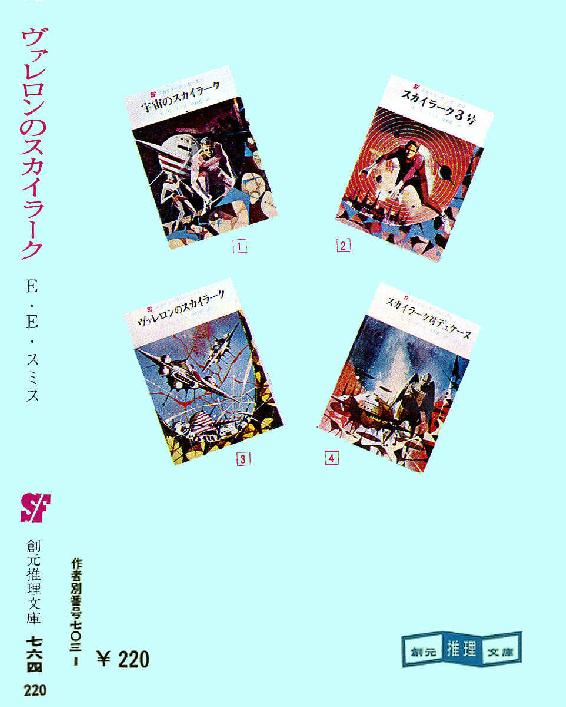 ヴァレロンのスカイラーク
E・E・スミス
SF
創元推理文庫 七六四
220
宇宙のスカイラーク
1
スカイラーク3号
2
ヴァレロンのスカイラーク
3
スカイラーク対デュケーヌ
4
作者別番号七〇三-1
¥220
創元 推理 文庫